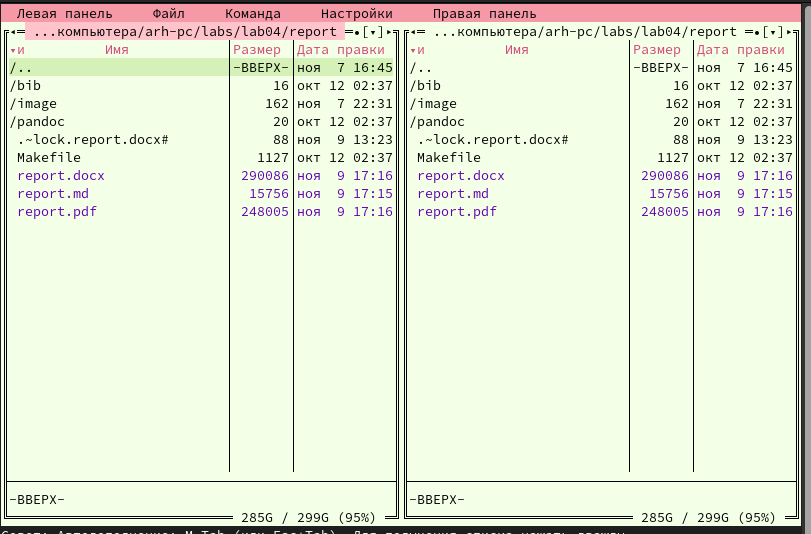 Левая панель Файл Команда Настройки Правая панель
...компьютера/arh-pc/labs/lab04/report ...компьютера/arh-pc/labs/lab04/report
▾и Имя Размер Дата правки ▾и Имя Размер Дата правки
/.. -ВВЕРХ- ноя 7 16:45 /.. -ВВЕРХ- ноя 7 16:45
/bib 16 окт 12 02:37 /bib 16 окт 12 02:37
/image 162 ноя 7 22:31 /image 162 ноя 7 22:31
/pandoc 20 окт 12 02:37 /pandoc 20 окт 12 02:37
.~lock.report.docx# 88 ноя 9 13:23 .~lock.report.docx# 88 ноя 9 13:23
Makefile 1127 окт 12 02:37 Makefile 1127 окт 12 02:37
report.docx 290086 ноя 9 17:16 report.docx 290086 ноя 9 17:16
report.md 15756 ноя 9 17:15 report.md 15756 ноя 9 17:15
report.pdf 248005 ноя 9 17:16 report.pdf 248005 ноя 9 17:16
-ВВЕРХ- -ВВЕРХ-
285G / 299G (95%) 285G / 299G (95%)